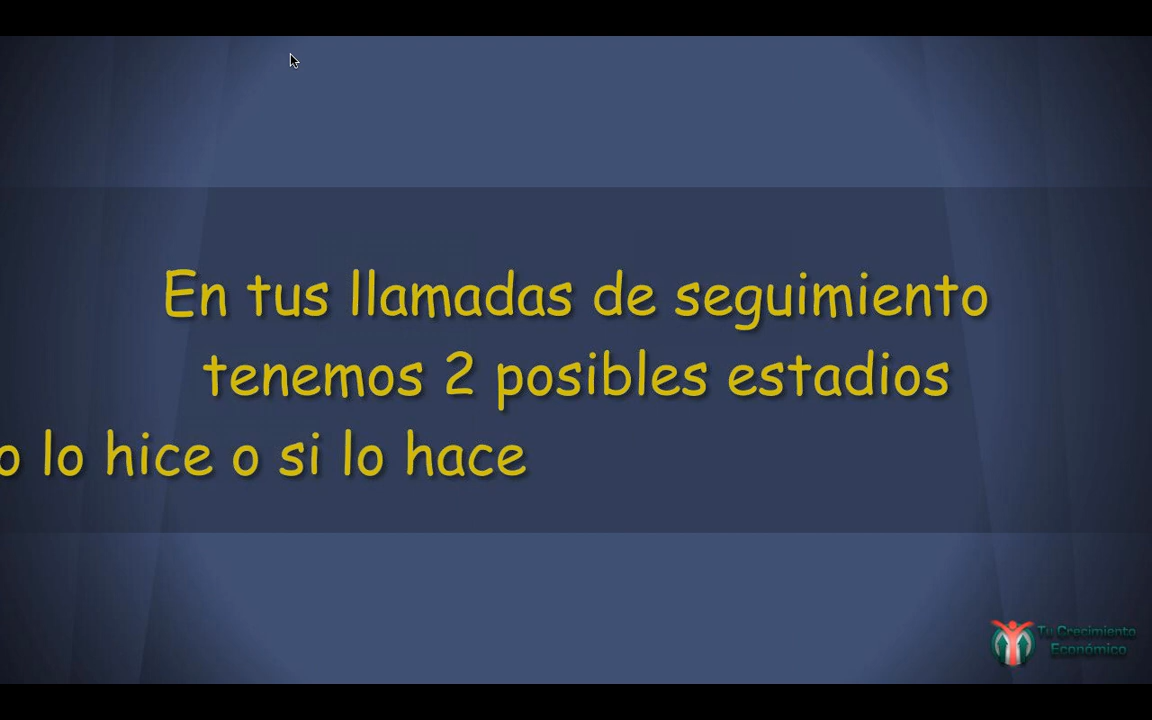 En tus llamadas de seguimiento
tenemos 2 posibles estadios
o lo hice o si lo hace
Tu Crecimiento
Económico